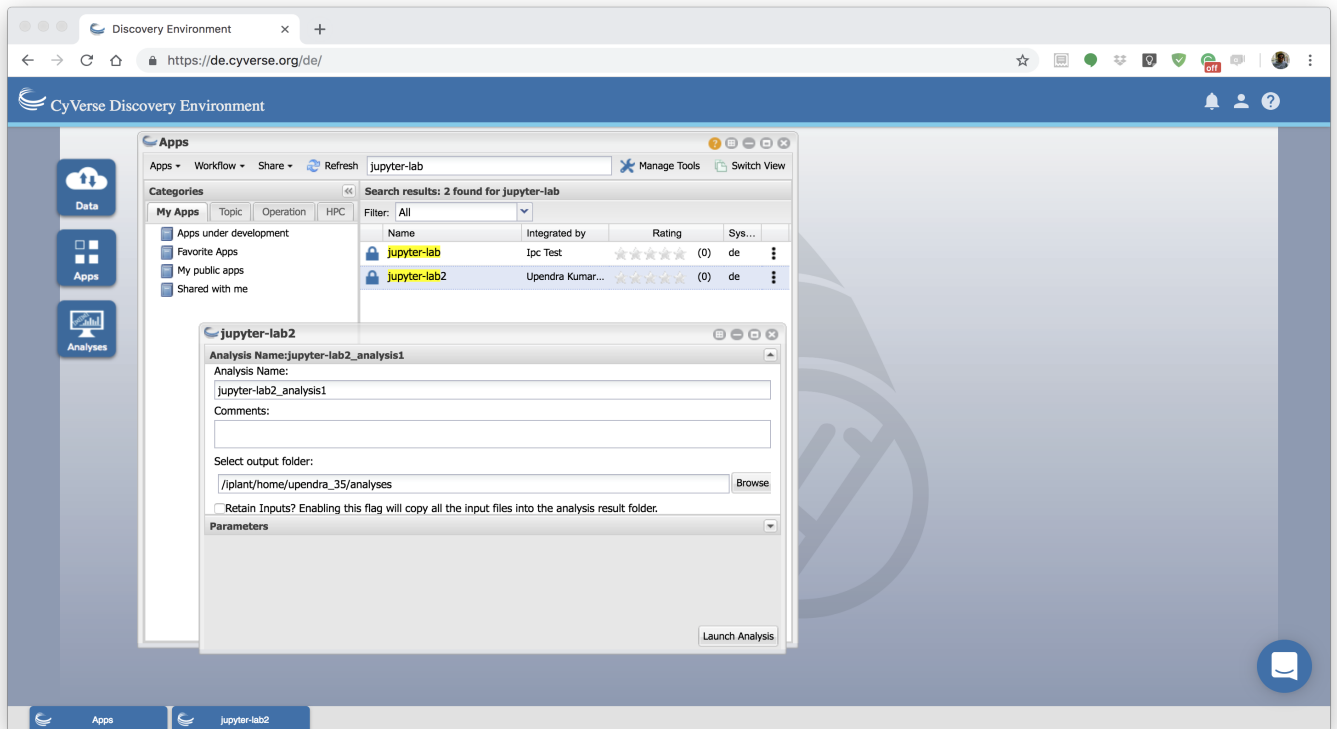 Discovery Environment
https://de.cyverse.org/de/
off
CyVerse Discovery Environment
Data
Apps
Analyses
Apps
Apps Workflow Share Refresh jupyter-lab Manage Tools Switch View
Categories
My Apps Topic Operation HPC
Apps under development
Favorite Apps
My public apps
Shared with me
Search results: 2 found for jupyter-lab
Filter: All
Name Integrated by Rating Sys...
jupyter-lab Ipc Test (0) de
jupyter-lab2 Upendra Kumar... (0) de
jupyter-lab2
Analysis Name:jupyter-lab2_analysis1
Analysis Name:
jupyter-lab2_analysis1
Comments:
Select output folder:
/iplant/home/upendra_35/analyses Browse
Retain Inputs? Enabling this flag will copy all the input files into the analysis result folder.
Parameters
Launch Analysis
Apps jupyter-lab2